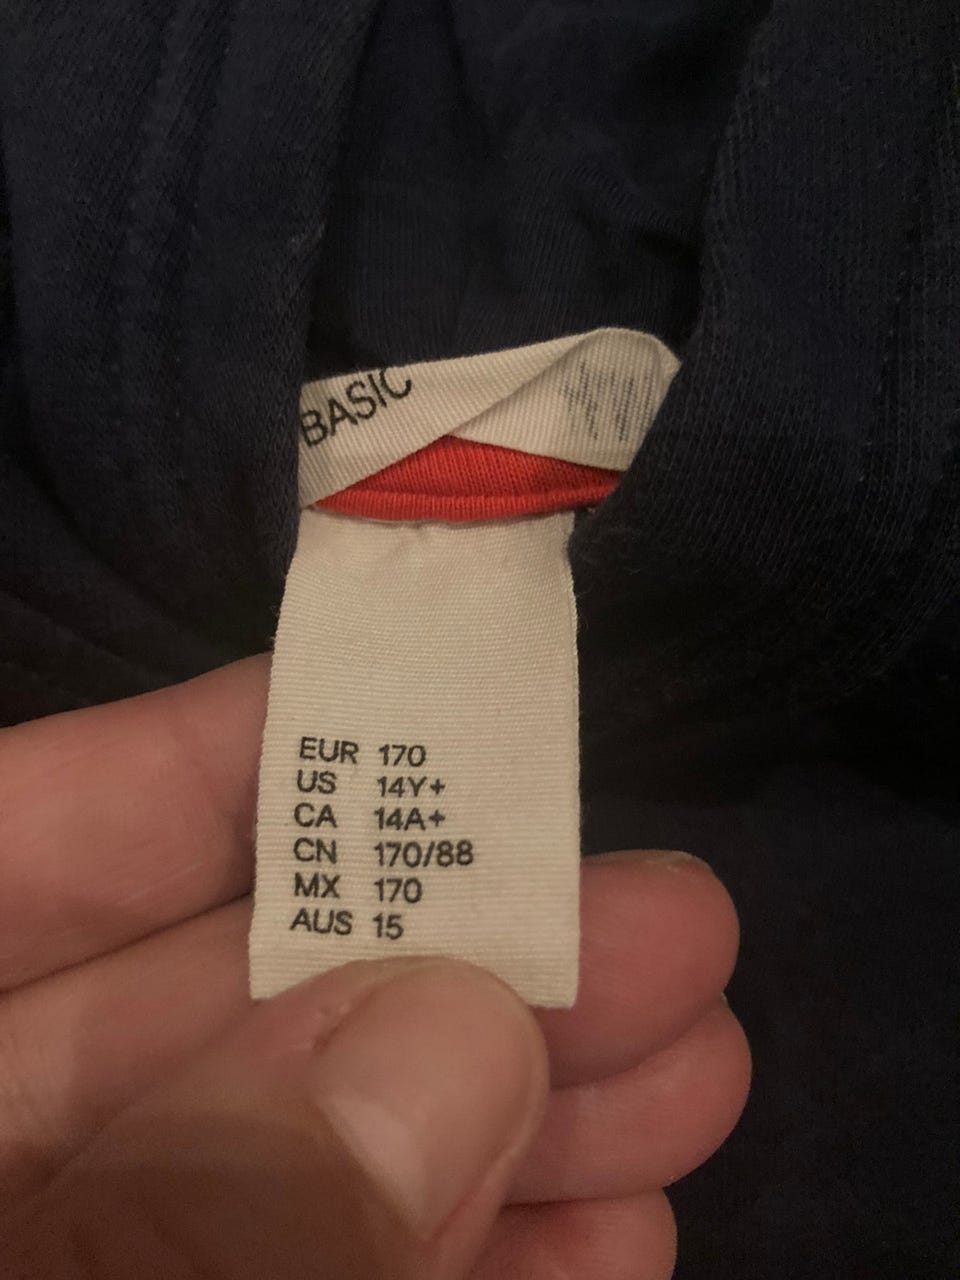 BASIC
EUR 170
US 14Y+
CA 14A+
CN 170/88
MX 170
AUS 15